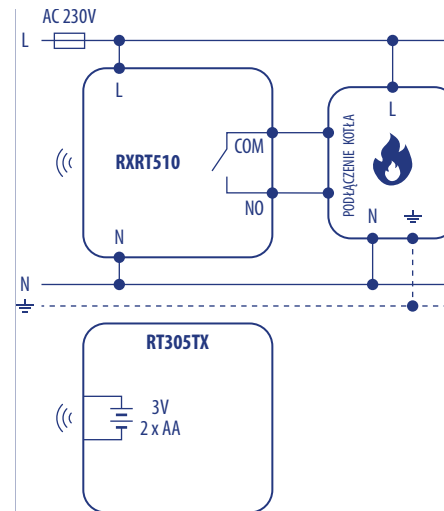 AC 230V
L
L
L
RXRT510
COM
NO
PODŁĄCZENIE KOTŁA
N
N
N
RT305TX
3V
2 x AA